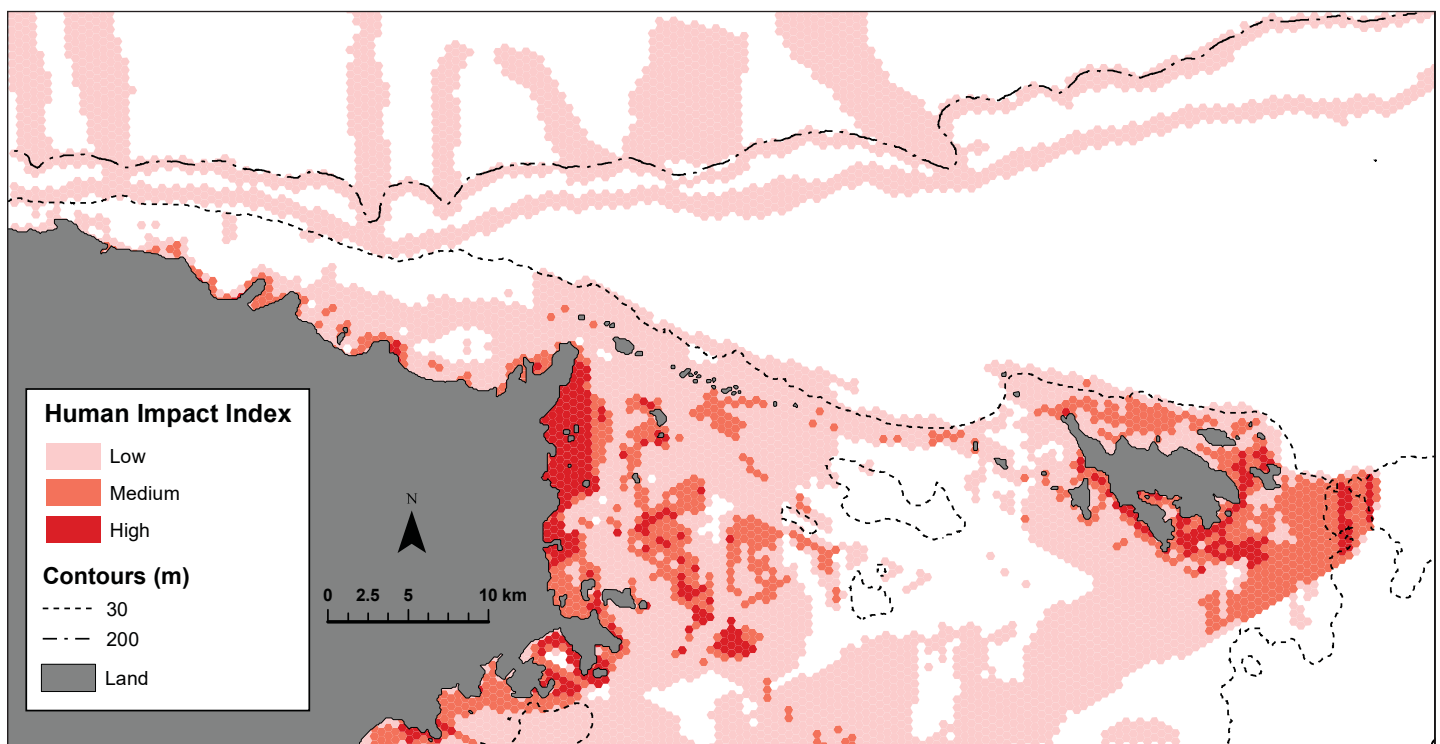 Human Impact Index
Low
Medium
High
Contours (m)
30
200
Land
N
0 2.5 5 10 km